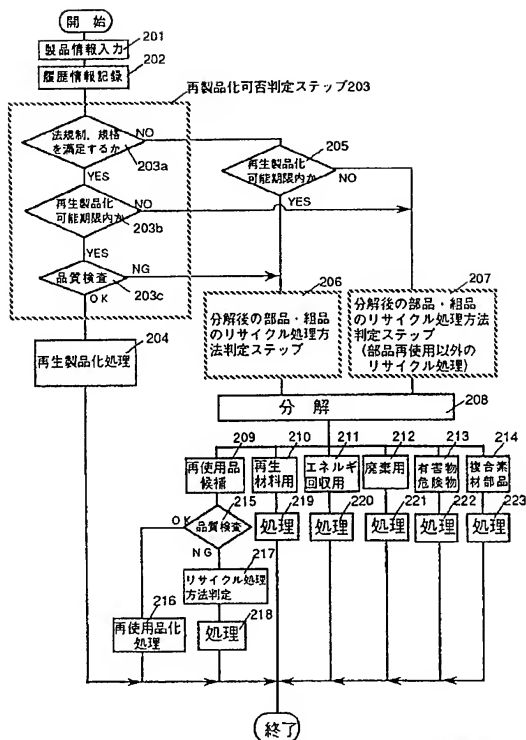 開始
201
製品情報入力
202
履歴情報記録
再製品化可否判定ステップ203
法規制,規格
を満足するか
NO
203a
YES
205
再生製品化
可能期限内か
NO
YES
再生製品化
可能期限内か
NO
203b
YES
品質検査
NG
203c
OK
206
分解後の部品・組品
のリサイクル処理方法
判定ステップ
207
分解後の部品・組品
のリサイクル処理方法
判定ステップ
(部品再使用以外の
リサイクル処理)
204
再生製品化処理
分解
208
209
210
211
212
213
214
再使用品
候補
再生
材料用
エネルギ
回収用
廃棄用
有害物
危険物
複合素
材部品
215
OK
品質検査
NG
219
処理
220
処理
221
処理
222
処理
223
処理
217
リサイクル処理
方法判定
216
再使用品化
処理
218
処理
終了